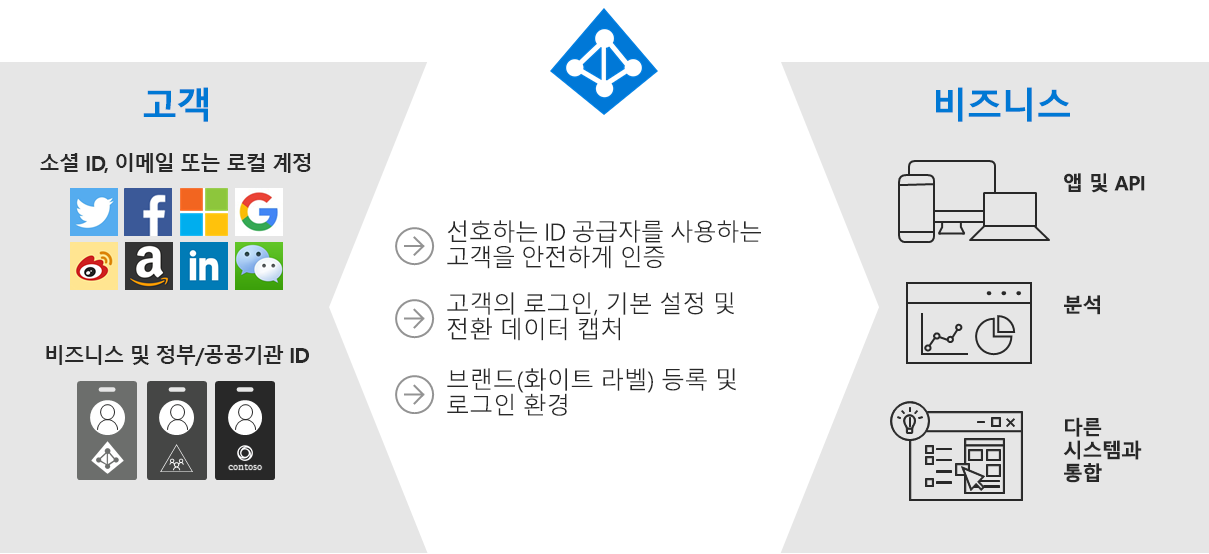 고객
소셜 ID, 이메일 또는 로컬 계정
비즈니스 및 정부/공공기관 ID
contoso
선호하는 ID 공급자를 사용하는
고객을 안전하게 인증
고객의 로그인, 기본 설정 및
전환 데이터 캡처
브랜드(화이트 라벨) 등록 및
로그인 환경
비즈니스
앱 및 API
분석
다른
시스템과
통합